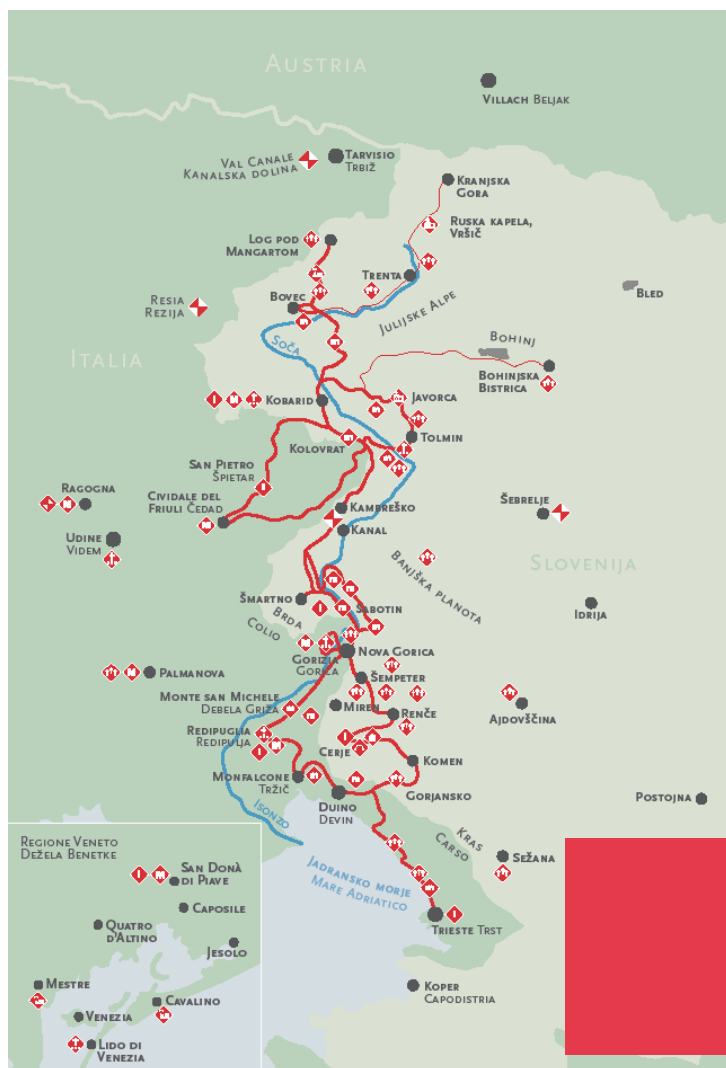 AUSTRIA
VILLACH BELJAK
VAL CANALE
KANALSKA DOLINA
TARVISIO
TRBIŽ
KRANJSKA
GORA
RUSKA KAPELA,
VRŠIČ
LOG POD
MANGARTOM
TRENTA
BLED
RESIA
REZIJA
BOVEC
JULIJSKE ALPE
SOČA
BOHINJ
ITALIA
BOHINJSKA
BISTRICA
KOBARID
JAVORCA
TOLMIN
KOLOVRAT
SAN PIETRO
ŠPIETAR
RAGOGNA
CIVIDALE DEL
FRIULI ČEDAD
KAMBREŠKO
ŠEBRELJE
UDINE
VIDEM
KANAL
BANJŠKA PLANOTA
SLOVENIJA
ŠMARTNO
SABOTIN
IDRIJA
BRDA
COLIO
GORIZIA
GORICA
NOVA GORICA
PALMANOVA
ŠEMPETER
MONTE SAN MICHELE
DEBELA GRIŽA
MIREN
RENČE
AJDOVŠČINA
REDIPUGLIA
REDIPULJA
CERJE
KOMEN
MONFALCONE
TRŽIČ
GORJANSKO
DUINO
DEVIN
POSTOJNA
ISONZO
KRAS
CARSO
SEŽANA
REGIONE VENETO
DEŽELA BENETKE
JADRANSKO MORJE
MARE ADRIATICO
SAN DONÀ
DI PIAVE
CAPOSILE
TRIESTE TRST
QUATRO
D'ALTINO
JESOLO
MESTRE
KOPER
CAPODISTRIA
CAVALINO
VENEZIA
LIDO DI
VENEZIA